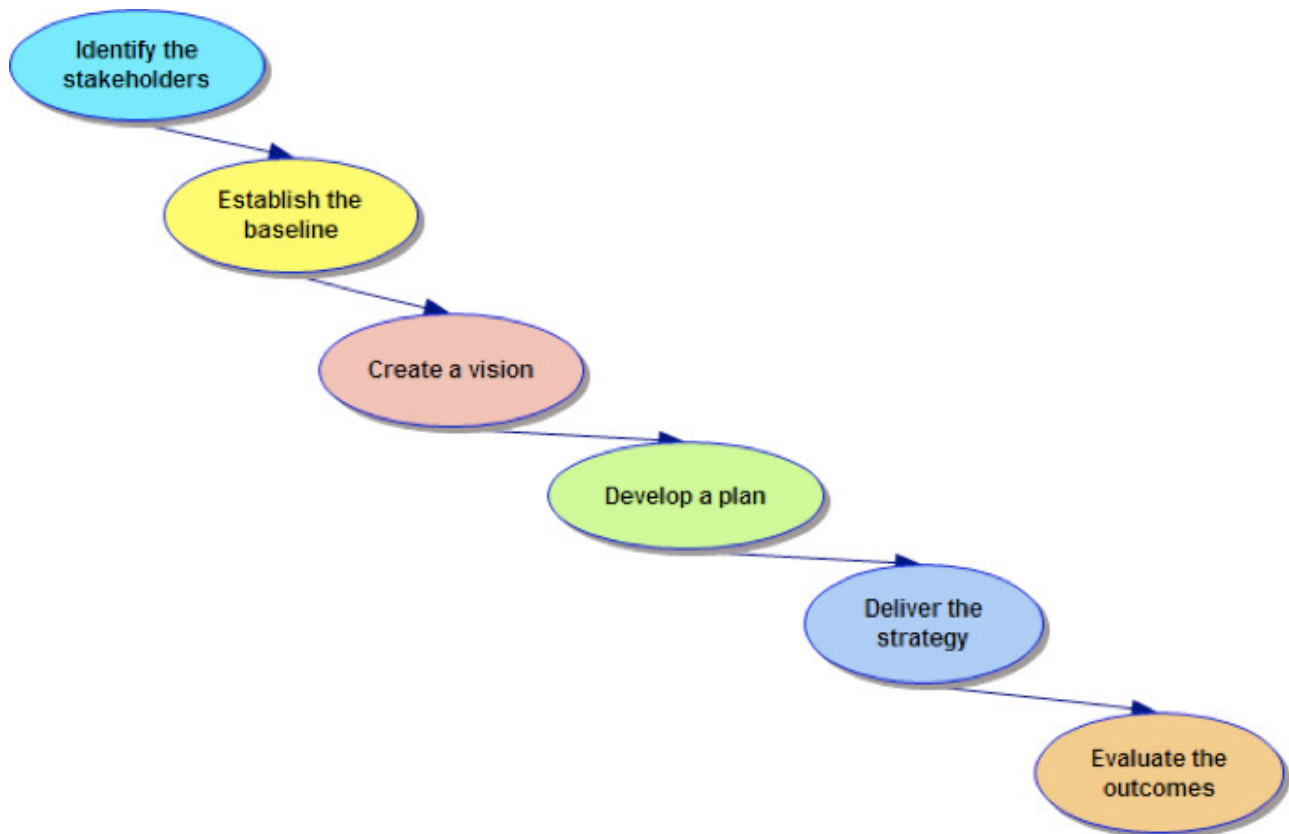 Identify the
stakeholders
Establish the
baseline
Create a vision
Develop a plan
Deliver the
strategy
Evaluate the
outcomes